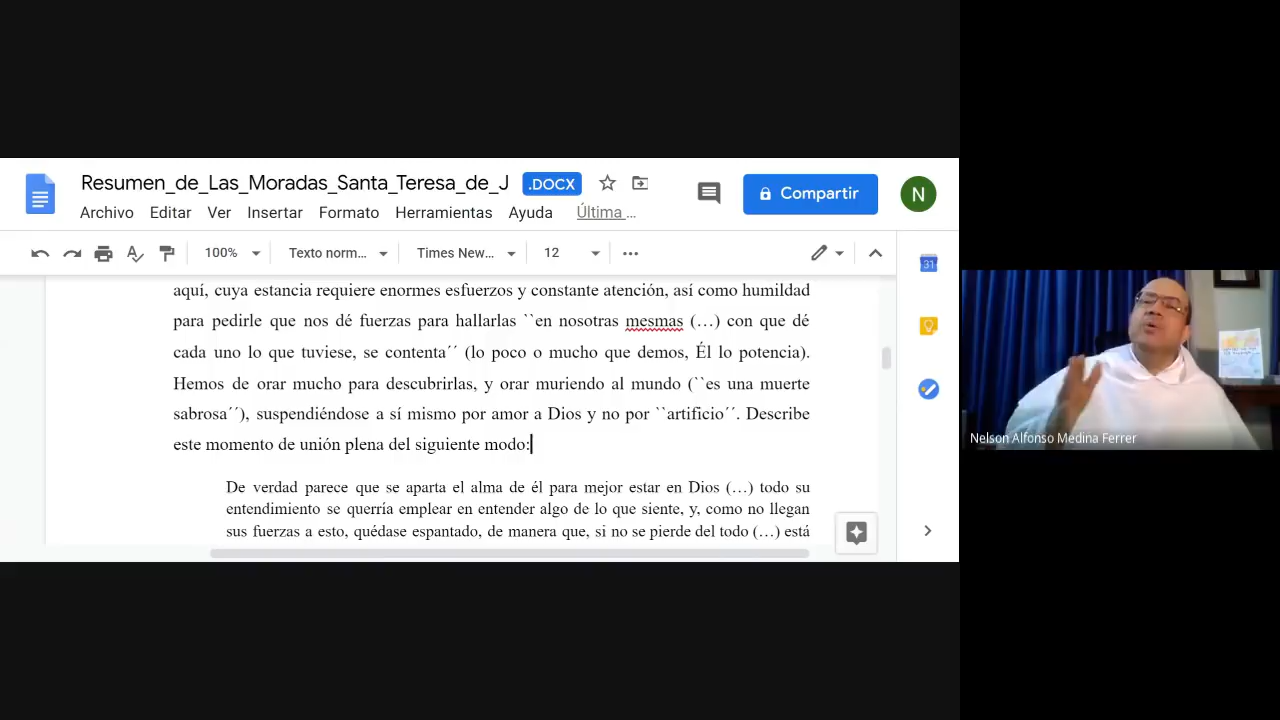 Resumen_de_Las_Moradas_Santa_Teresa_de_J .DOCX
Compartir
N
Archivo Editar Ver Insertar Formato Herramientas Ayuda Última ...
100% Texto norm... Times New... 12
31
aquí, cuya estancia requiere enormes esfuerzos y constante atención, así como humildad
para pedirle que nos dé fuerzas para hallarlas ``en nosotras mesmas (…) con que dé
cada uno lo que tuviese, se contenta´´ (lo poco o mucho que demos, Él lo potencia).
Hemos de orar mucho para descubrirlas, y orar muriendo al mundo (``es una muerte
sabrosa´´), suspendiéndose a sí mismo por amor a Dios y no por ``artificio´´. Describe
este momento de unión plena del siguiente modo:
De verdad parece que se aparta el alma de él para mejor estar en Dios (…) todo su
entendimiento se querría emplear en entender algo de lo que siente, y, como no llegan
sus fuerzas a esto, quédase espantado, de manera que, si no se pierde del todo (…) está
Nelson Alfonso Medina Ferrer